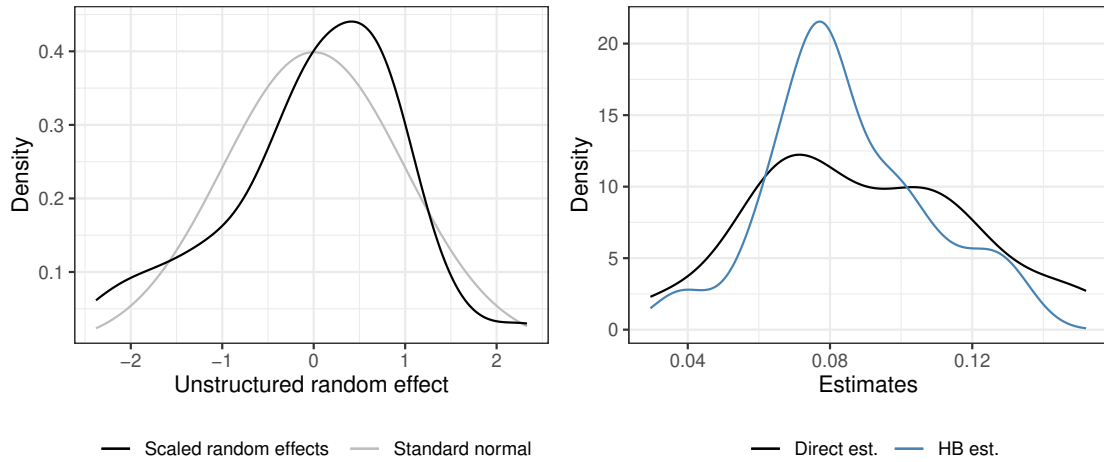 Density
0.4
0.3
0.2
0.1
−2
−1
0
1
2
Unstructured random effect
Scaled random effects
Standard normal
Density
20
15
10
5
0
0.04
0.08
0.12
Estimates
Direct est.
HB est.